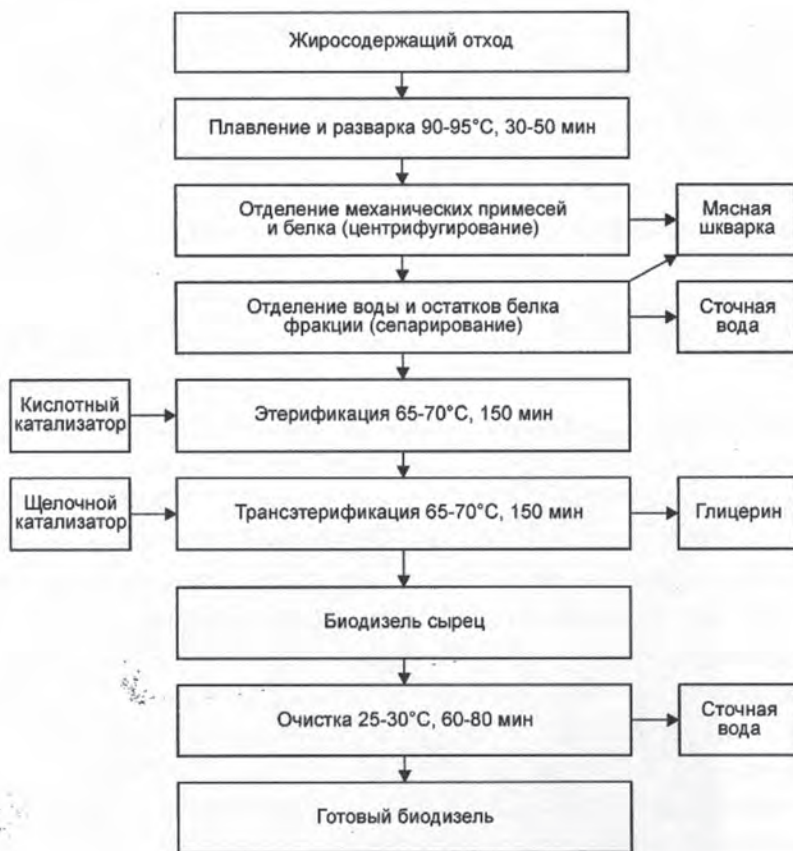 Жиросодержащий отход
Плавление и разварка 90-95°С, 30-50 мин
Отделение механических примесей
и белка (центрифугирование)
Мясная
шкварка
Отделение воды и остатков белка
фракции (сепарирование)
Сточная
вода
Кислотный
катализатор
Этерификация 65-70°С, 150 мин
Щелочной
катализатор
Трансэтерификация 65-70°С, 150 мин
Глицерин
Биодизель сырец
Очистка 25-30°С, 60-80 мин
Сточная
вода
Готовый биодизель